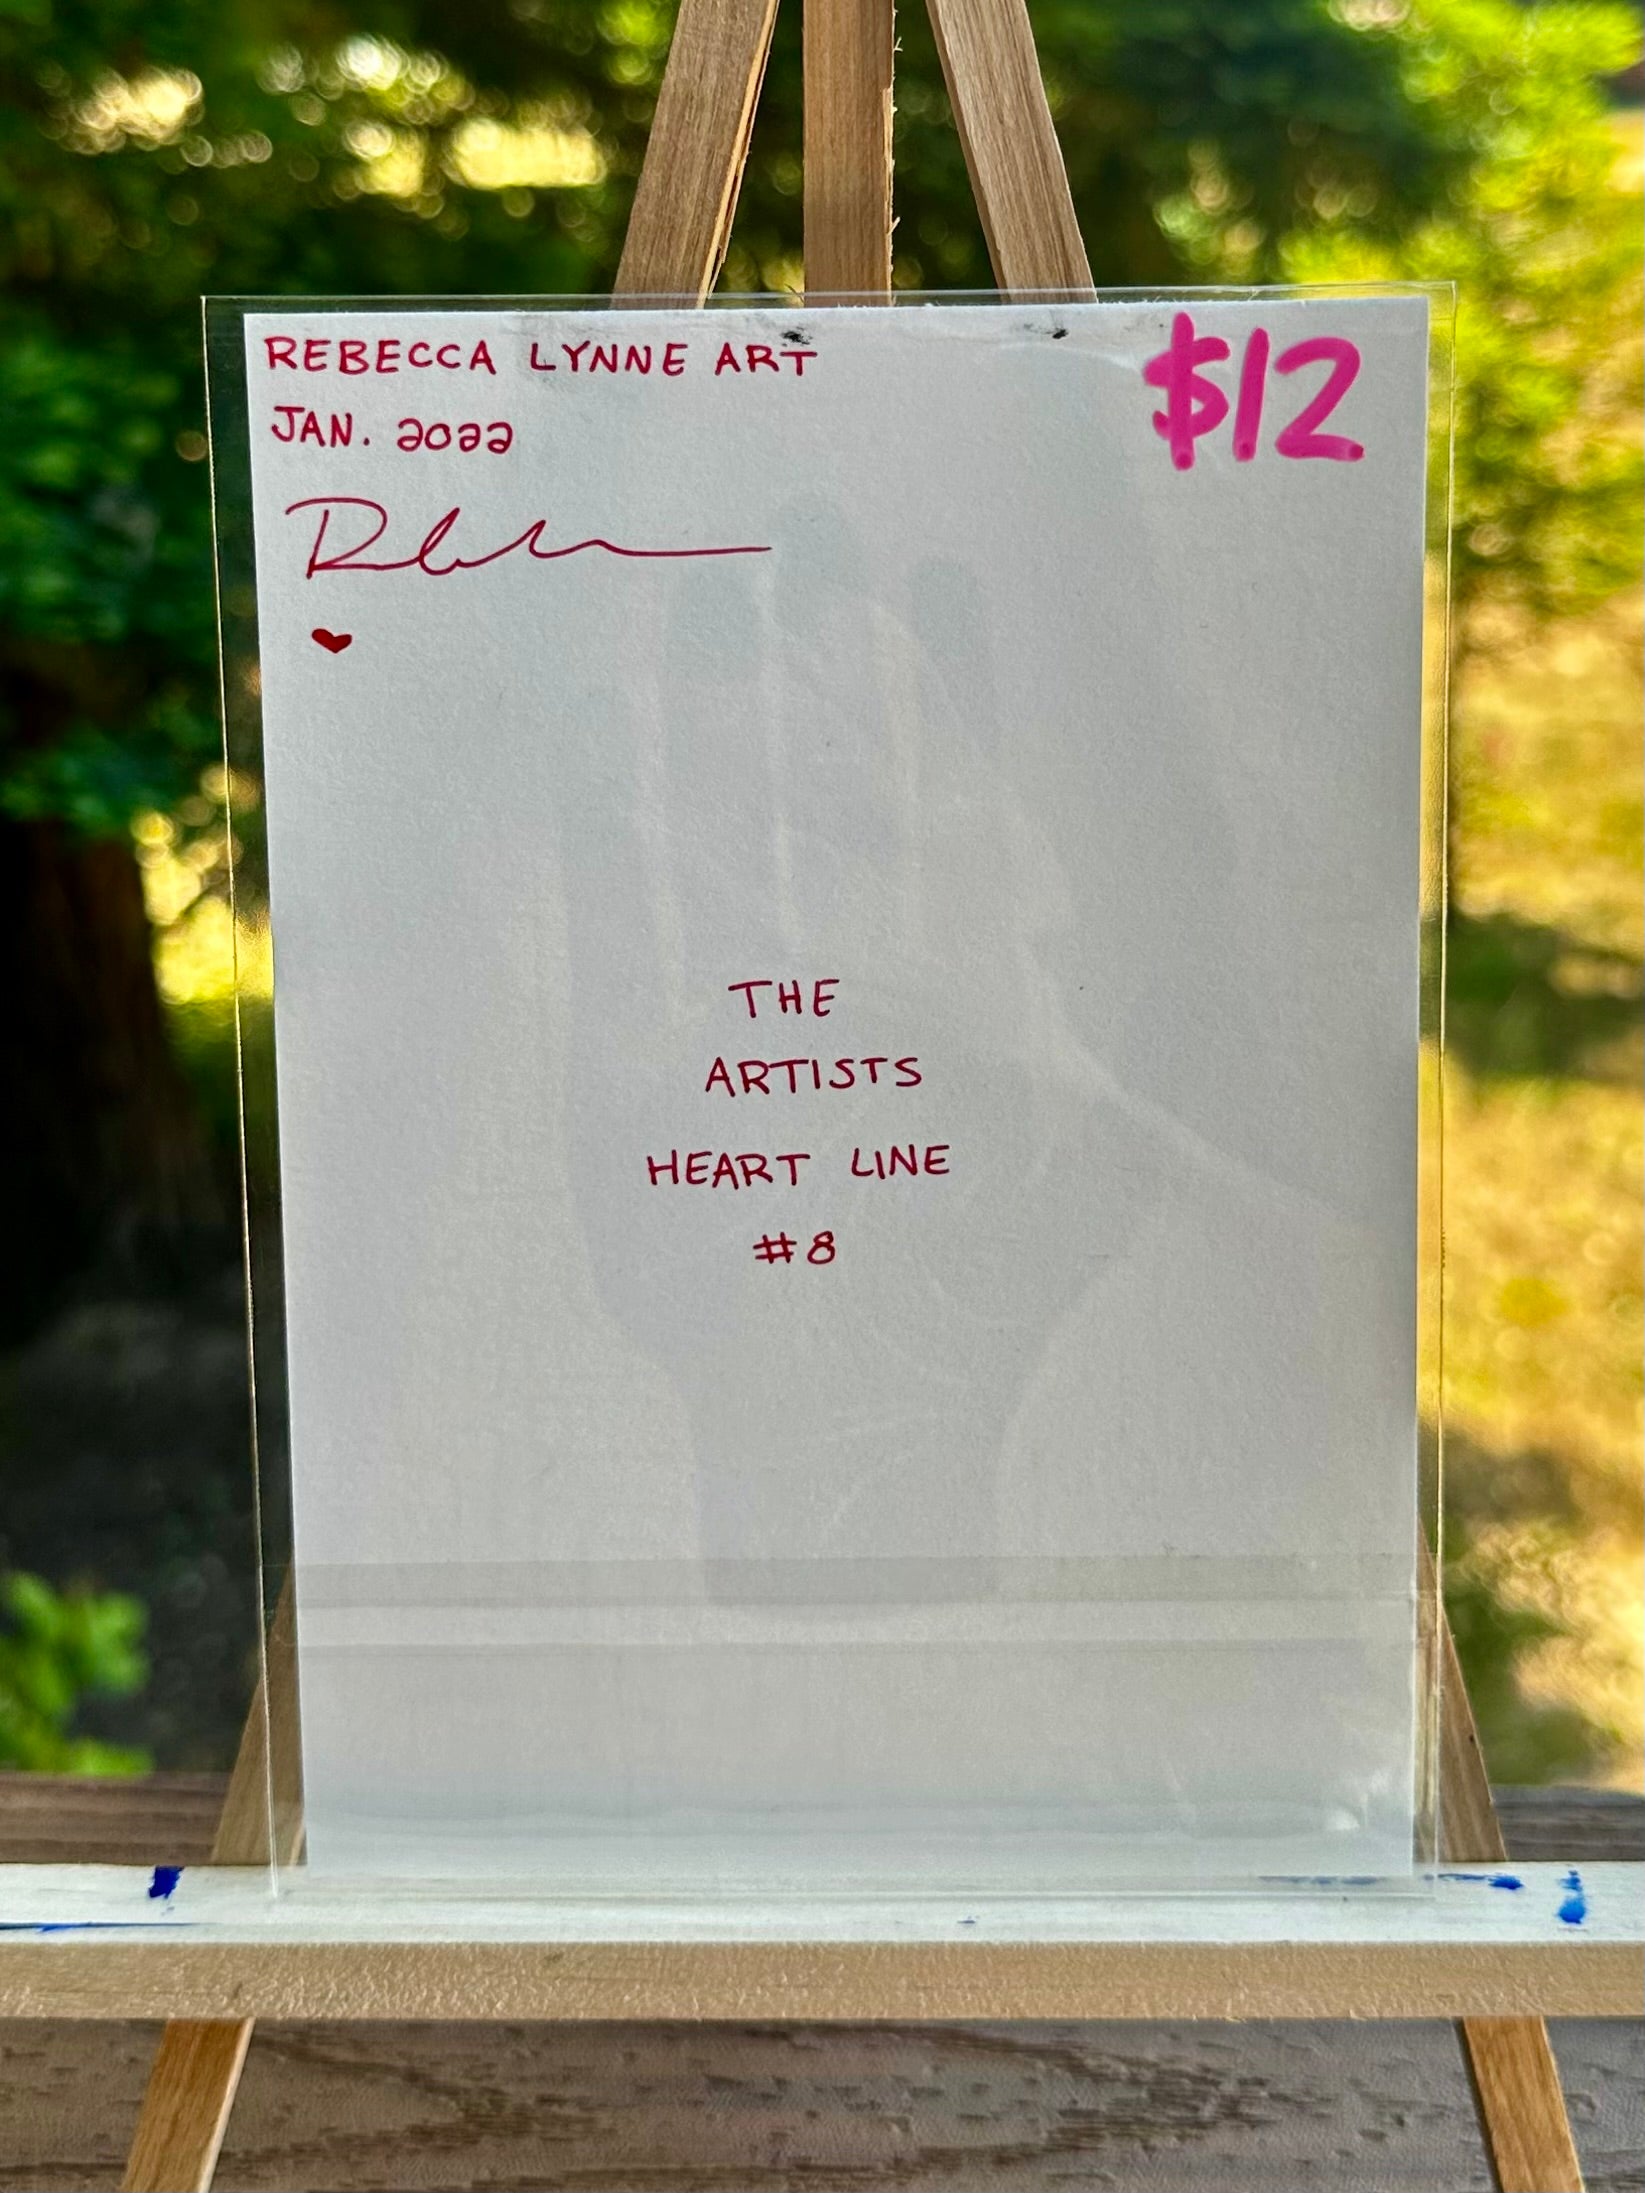 REBECCA LYNNE ART
$12
JAN. 2022
THE
ARTISTS
HEART LINE
#8